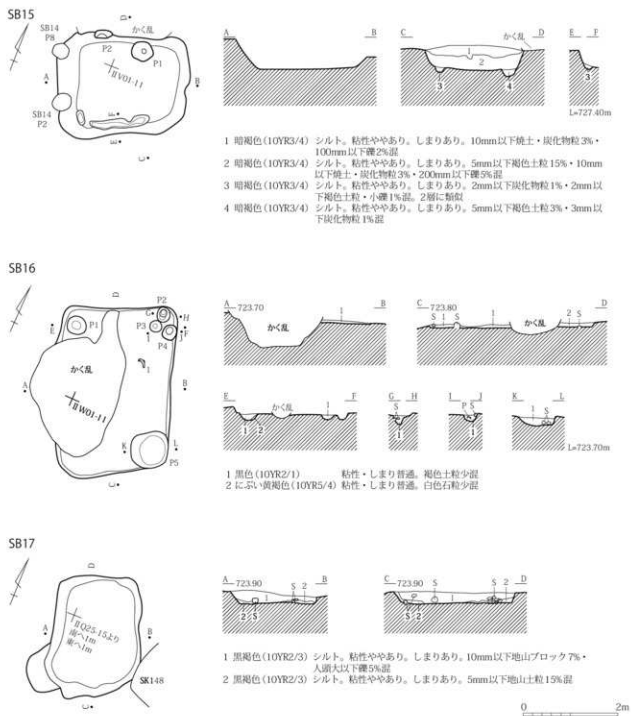 SB15
D
かく乱
SB14
P8
P2
P1
ⅡV01-11
A
B
SB14
P2
E
F
C
A B C D かく乱 E F
1
2
3 4 3
L=727.40m
1 暗褐色(10YR3/4) シルト。粘性ややあり。しまりあり。10mm以下焼土・炭化物粒3%・
100mm以下礫2%混
2 暗褐色(10YR3/4) シルト。粘性ややあり。しまりあり。5mm以下褐色土粒15%・10mm
以下焼土・炭化物粒3%・200mm以下礫5%混
3 暗褐色(10YR3/4) シルト。粘性ややあり。しまりあり。2mm以下炭化物粒1%・2mm以
下褐色土粒・小礫1%混。2層に類似
4 暗褐色(10YR3/4) シルト。粘性ややあり。しまりあり。5mm以下褐色土粒3%・3mm以
下炭化物粒1%混
SB16
D
P2
H
E P1 P3 F
P4 J
I
1
かく乱
A
B
ⅡW01-11
K L
P5
C
A 723.70 1 B C 723.80 D
かく乱
S 1 S 1 かく乱 2 S
E かく乱 F G H I J K L
S P S 1 S
1 2 1 1
L=723.70m
1 黒色(10YR2/1) 粘性・しまり普通。褐色土粒少混
2 にぶい黄褐色(10YR5/4) 粘性・しまり普通。白色石粒少混
SB17
D
ⅡQ25-15より
南へ1m
東へ1m
A
B
SK148
C
A 723.90 S 2 B C 723.90 S 2 D
1 1
2 S S 2
1 黒褐色(10YR2/3) シルト。粘性ややあり。しまりあり。10mm以下地山ブロック7%・
人頭大以下礫5%混
2 黒褐色(10YR2/3) シルト。粘性ややあり。しまりあり。5mm以下地山土粒15%混
0 2m